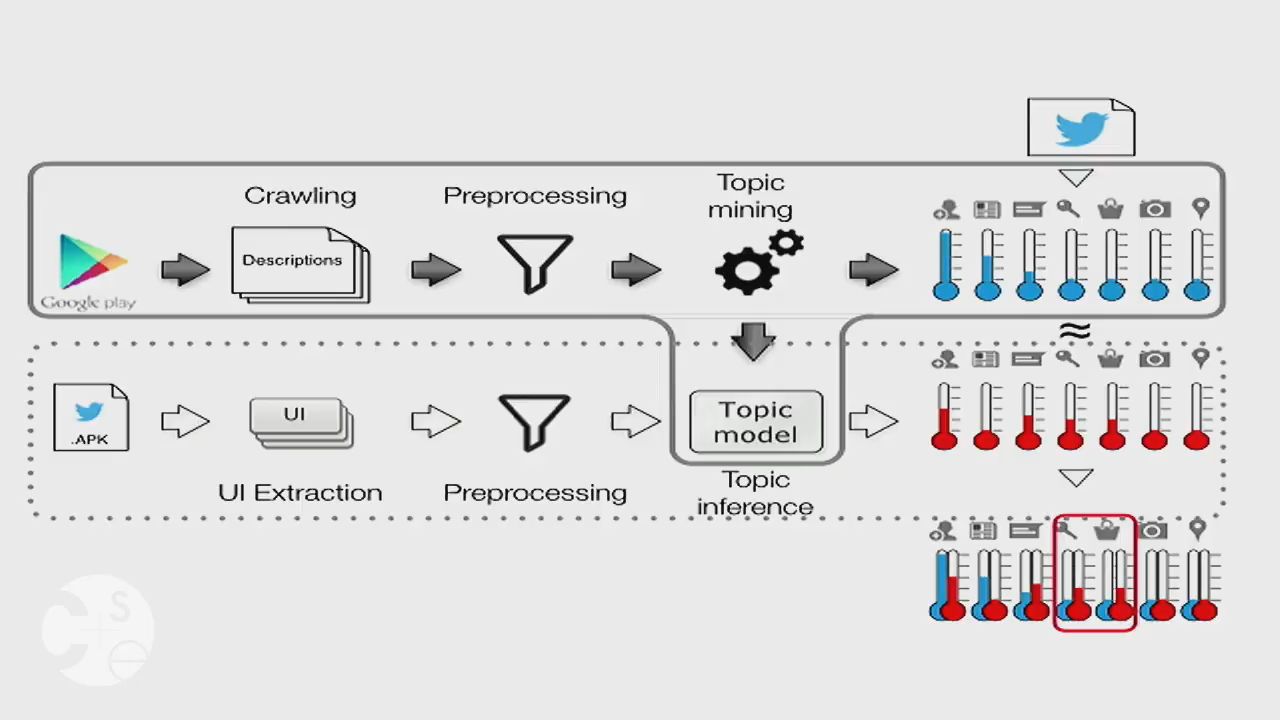 Crawling
Preprocessing
Topic
mining
Descriptions
Google play
.APK
UI
Topic
model
UI Extraction
Preprocessing
Topic
inference
C S e